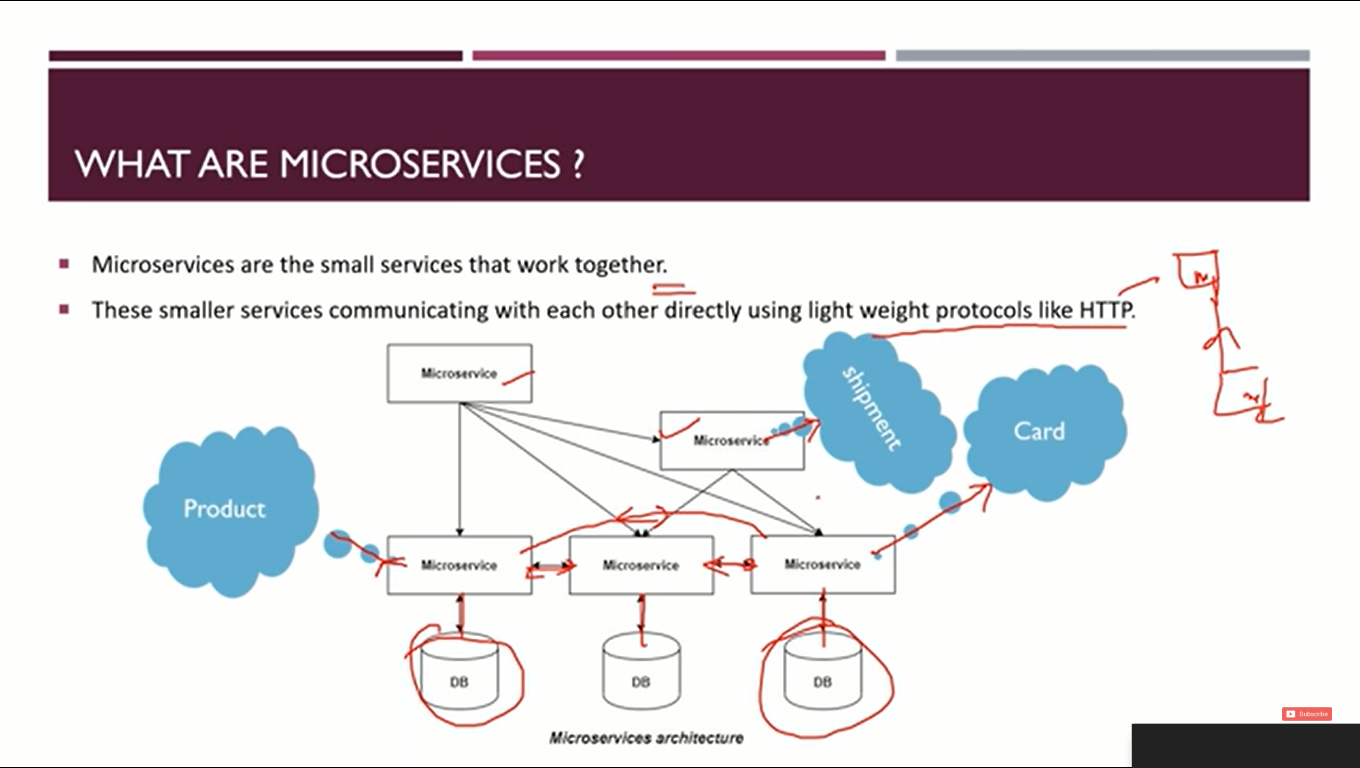 WHAT ARE MICROSERVICES ?
Microservices are the small services that work together.
These smaller services communicating with each other directly using light weight protocols like HTTP.
Microservice
shipment
Microservice
Card
Product
Microservice
Microservice
Microservice
DB
DB
DB
Microservices architecture
Subscribe